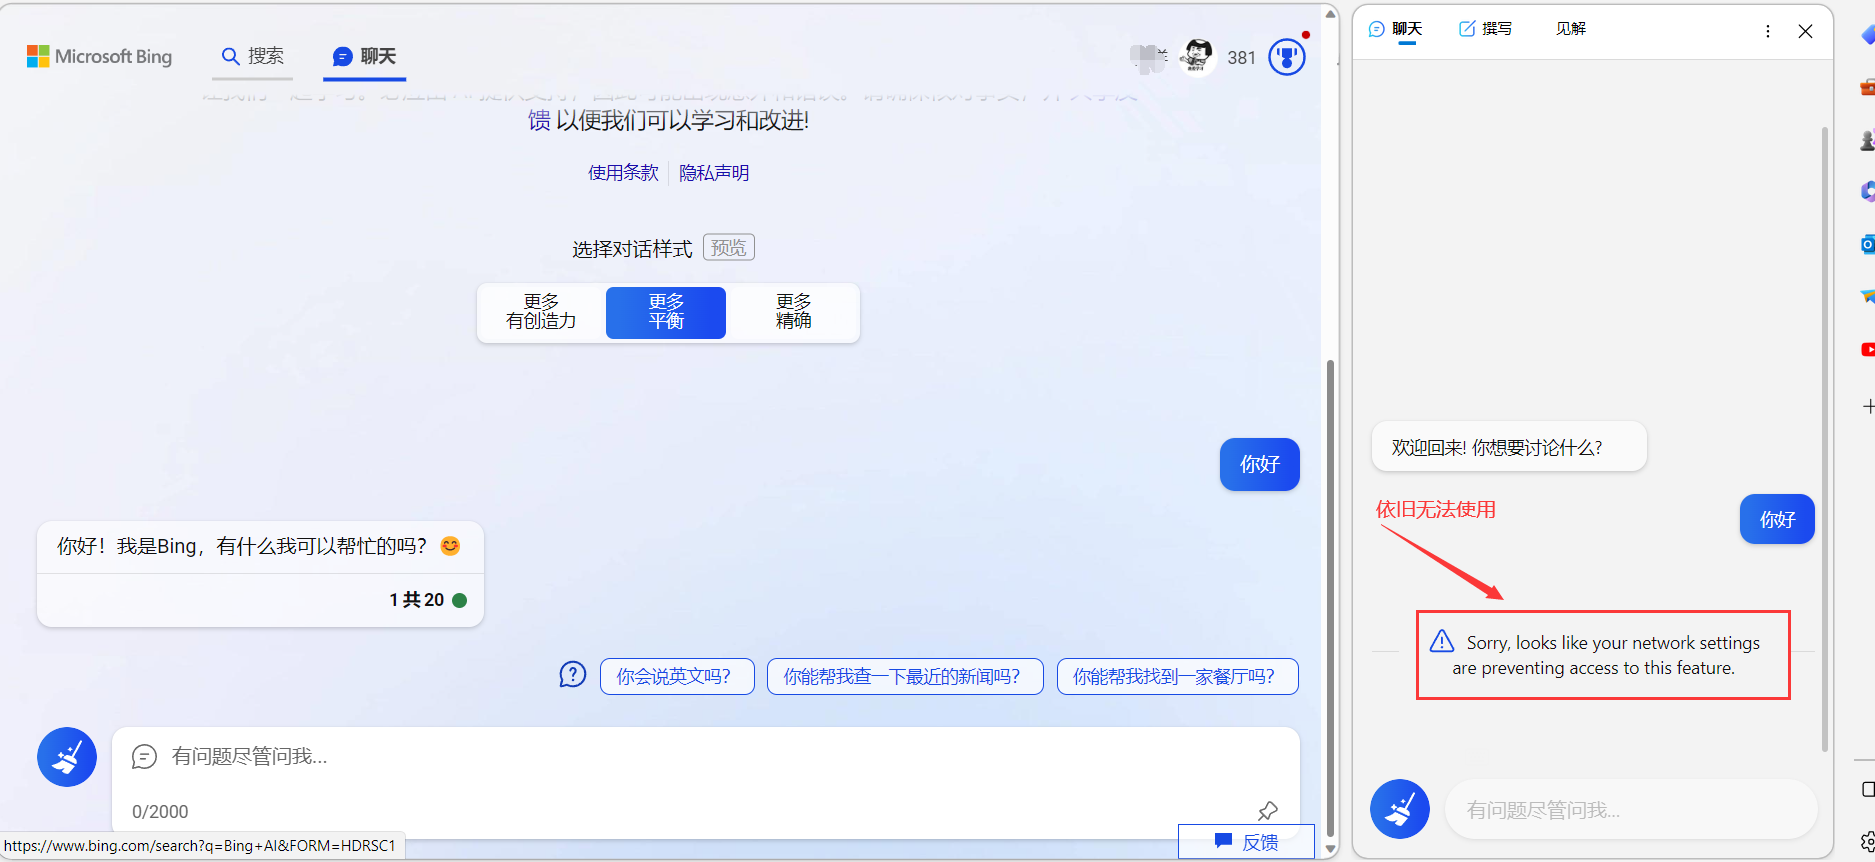 Microsoft Bing
搜索
聊天
381
馈 以便我们可以学习和改进!
使用条款
隐私声明
选择对话样式 预览
更多
有创造力
更多
平衡
更多
精确
你好
你好！我是Bing，有什么我可以帮忙的吗？
1 共 20
你会说英文吗?
你能帮我查一下最近的新闻吗?
你能帮我找到一家餐厅吗?
有问题尽管问我...
0/2000
反馈
https://www.bing.com/search?q=Bing+AI&FORM=HDRSC1
聊天
撰写
见解
欢迎回来! 你想要讨论什么?
依旧无法使用
你好
Sorry, looks like your network settings
are preventing access to this feature.
有问题尽管问我...